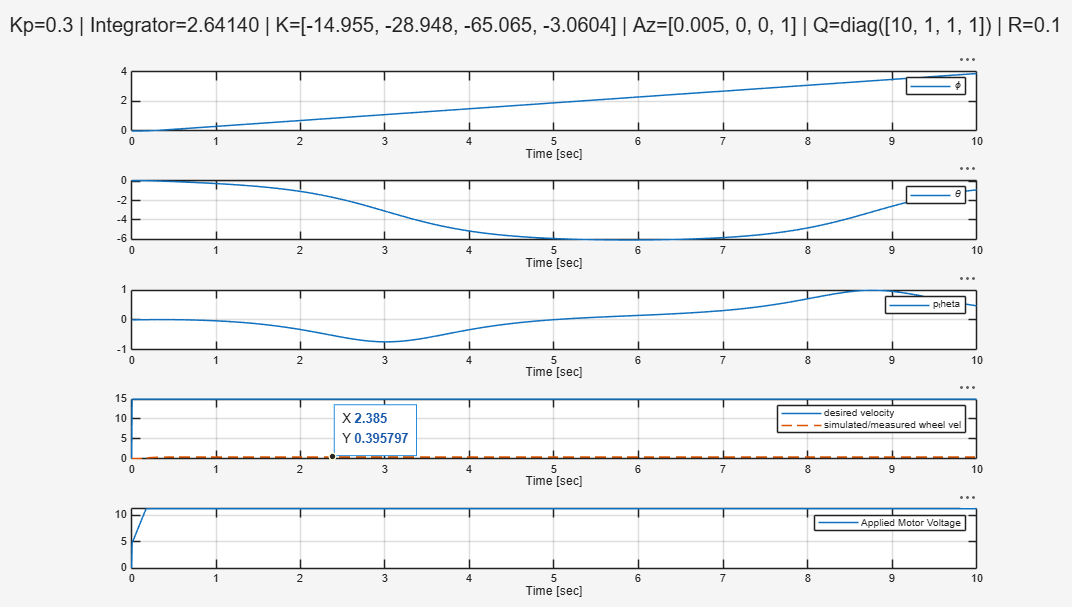 Kp=0.3 | Integrator=2.64140 | K=[-14.955, -28.948, -65.065, -3.0604] | Az=[0.005, 0, 0, 1] | Q=diag([10, 1, 1, 1]) | R=0.1
4
2
0
ϕ
0 1 2 3 4 5 6 7 8 9 10
Time [sec]
0
-2
-4
-6
θ
0 1 2 3 4 5 6 7 8 9 10
Time [sec]
1
0
-1
pₜheta
0 1 2 3 4 5 6 7 8 9 10
Time [sec]
15
10
5
0
X 2.385
Y 0.395797
desired velocity
simulated/measured wheel vel
0 1 2 3 4 5 6 7 8 9 10
Time [sec]
10
5
0
Applied Motor Voltage
0 1 2 3 4 5 6 7 8 9 10
Time [sec]